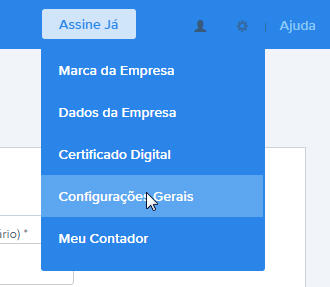 Assine Já
Ajuda
Marca da Empresa
Dados da Empresa
Certificado Digital
Configurações Gerais
Meu Contador
ário) *